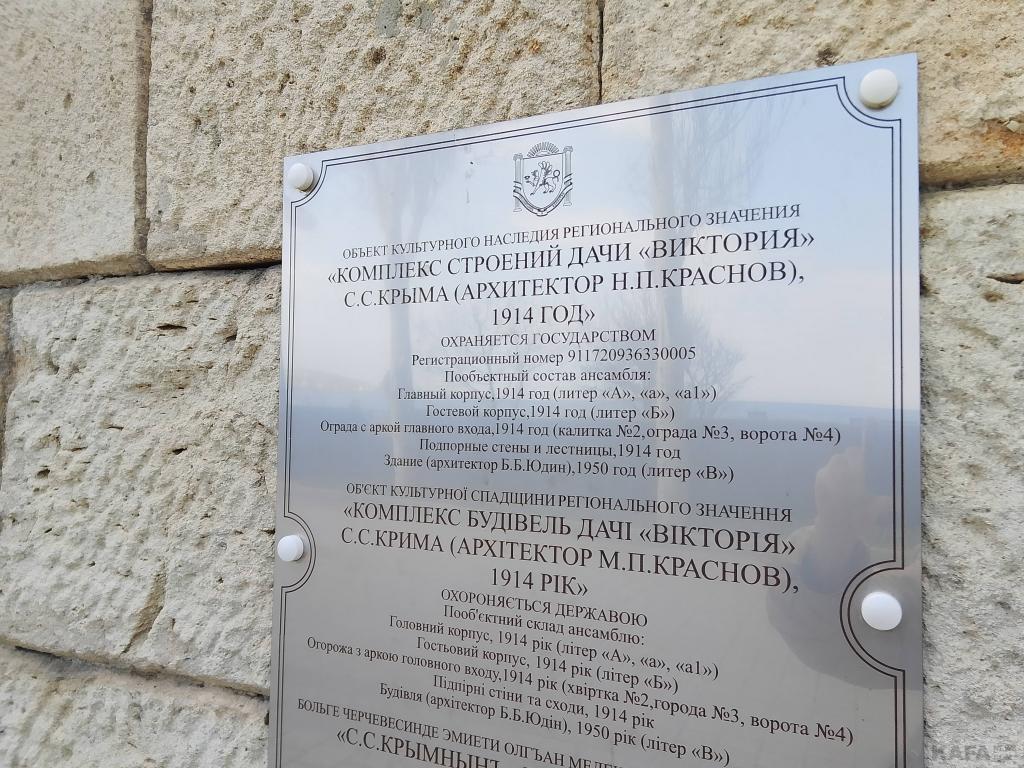 ОБЪЕКТ КУЛЬТУРНОГО НАСЛЕДИЯ РЕГИОНАЛЬНОГО ЗНАЧЕНИЯ
«КОМПЛЕКС СТРОЕНИЙ ДАЧИ «ВИКТОРИЯ»
С.С.КРЫМА (АРХИТЕКТОР Н.П.КРАСНОВ),
1914 ГОД»
ОХРАНЯЕТСЯ ГОСУДАРСТВОМ
Регистрационный номер 911720936330005
Пообъектный состав ансамбля:
Главный корпус,1914 год (литер «А», «а», «а1»)
Гостевой корпус,1914 год (литер «Б»)
Ограда с аркой главного входа,1914 год (калитка №2,ограда №3, ворота №4)
Подпорные стены и лестницы,1914 год
Здание (архитектор Б.Б.Юдин),1950 год (литер «В»)
ОБ'ЄКТ КУЛЬТУРНОЇ СПАДЩИНИ РЕГІОНАЛЬНОГО ЗНАЧЕННЯ
«КОМПЛЕКС БУДІВЕЛЬ ДАЧІ «ВІКТОРІЯ»
С.С.КРИМА (АРХІТЕКТОР М.П.КРАСНОВ),
1914 РІК»
ОХОРОНЯЄТЬСЯ ДЕРЖАВОЮ
Пооб'єктний склад ансамблю:
Головний корпус, 1914 рік (літер «А», «а», «а1»)
Гостьовий корпус, 1914 рік (літер «Б»)
Огорожа з аркою головного входу,1914 рік (хвіртка №2,города №3, ворота №4)
Підпірні стіни та сходи, 1914 рік
Будівля (архітектор Б.Б.Юдін), 1950 рік (літер «В»)
БОЛЬГЕ ЧЕРЧЕВЕСИНДЕ ЭМИЕТИ ОЛГЪАН
«С.С.КРЫМНЫНЪ
KAFA